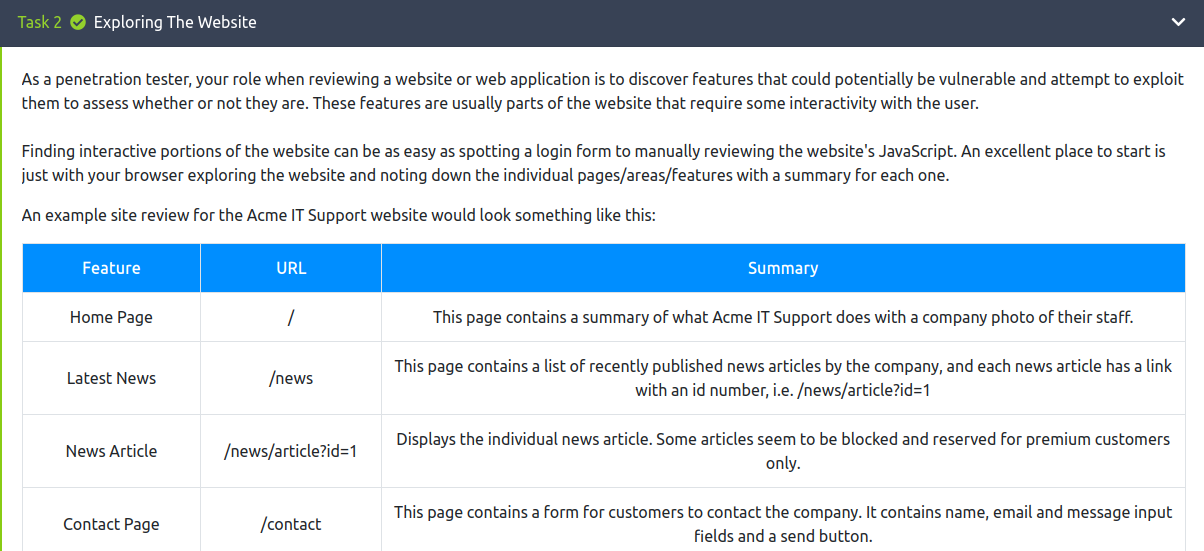 Task 2 Exploring The Website
As a penetration tester, your role when reviewing a website or web application is to discover features that could potentially be vulnerable and attempt to exploit
them to assess whether or not they are. These features are usually parts of the website that require some interactivity with the user.
Finding interactive portions of the website can be as easy as spotting a login form to manually reviewing the website's JavaScript. An excellent place to start is
just with your browser exploring the website and noting down the individual pages/areas/features with a summary for each one.
An example site review for the Acme IT Support website would look something like this:
Feature URL Summary
Home Page / This page contains a summary of what Acme IT Support does with a company photo of their staff.
Latest News /news This page contains a list of recently published news articles by the company, and each news article has a link
with an id number, i.e. /news/article?id=1
News Article /news/article?id=1 Displays the individual news article. Some articles seem to be blocked and reserved for premium customers
only.
Contact Page /contact This page contains a form for customers to contact the company. It contains name, email and message input
fields and a send button.